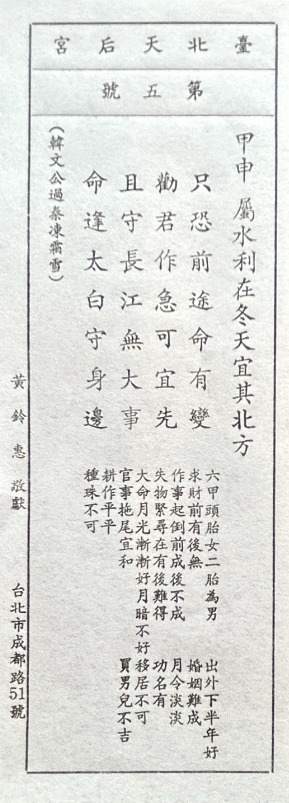 臺北天后宮
第五號
甲申　屬水利在冬天宜其北方
只恐前途命有變
勸君作急可宜先
且守長江無大事
命逢太白守身邊
（韓文公過秦凍霜雪）
六甲頭胎女二胎為男　出外下半年好
求財前有後無　婚姻難成
作事起倒前成後不成　月令淡淡
失物緊尋在有後難得　功名有
大命月光漸漸好月暗不好　移居不可
官事拖尾宜和　買男兒不吉
耕作平平
種珠不可
黃鈴惠　敬獻
台北市成都路51號